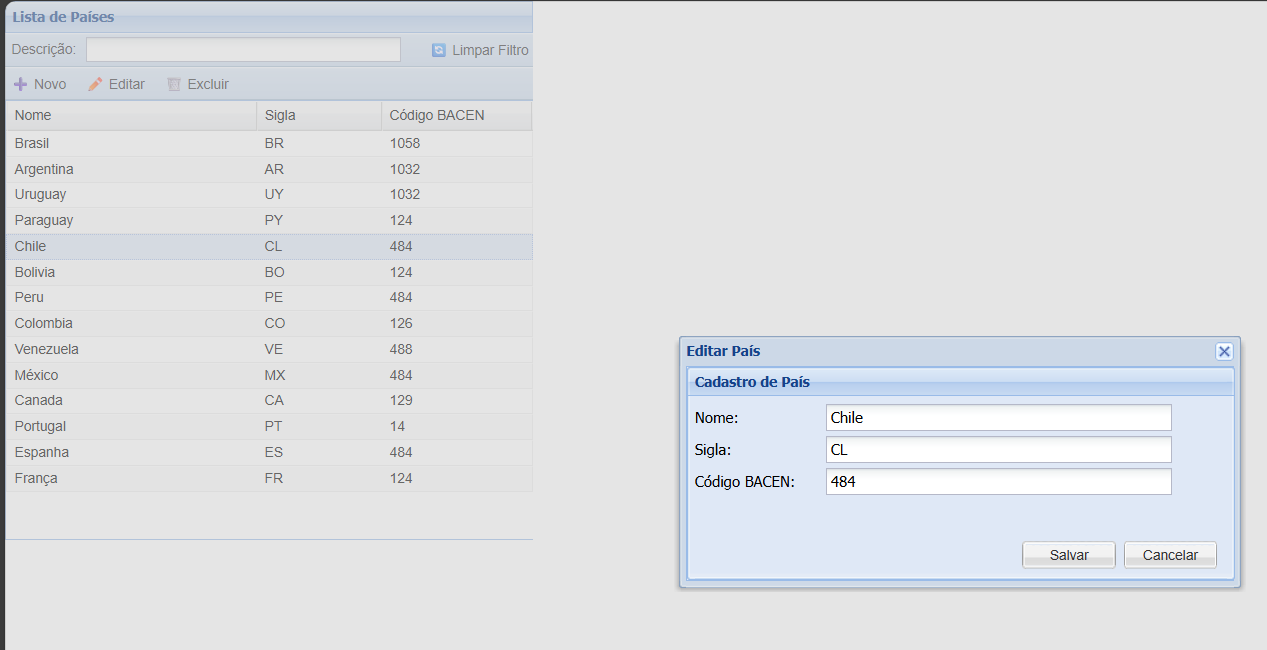 Lista de Países
Descrição: Limpar Filtro
Novo Editar Excluir
Nome Sigla Código BACEN
Brasil BR 1058
Argentina AR 1032
Uruguay UY 1032
Paraguay PY 124
Chile CL 484
Bolivia BO 124
Peru PE 484
Colombia CO 126
Venezuela VE 488
México MX 484
Canada CA 129
Portugal PT 14
Espanha ES 484
França FR 124
Editar País
Cadastro de País
Nome: Chile
Sigla: CL
Código BACEN: 484
Salvar Cancelar